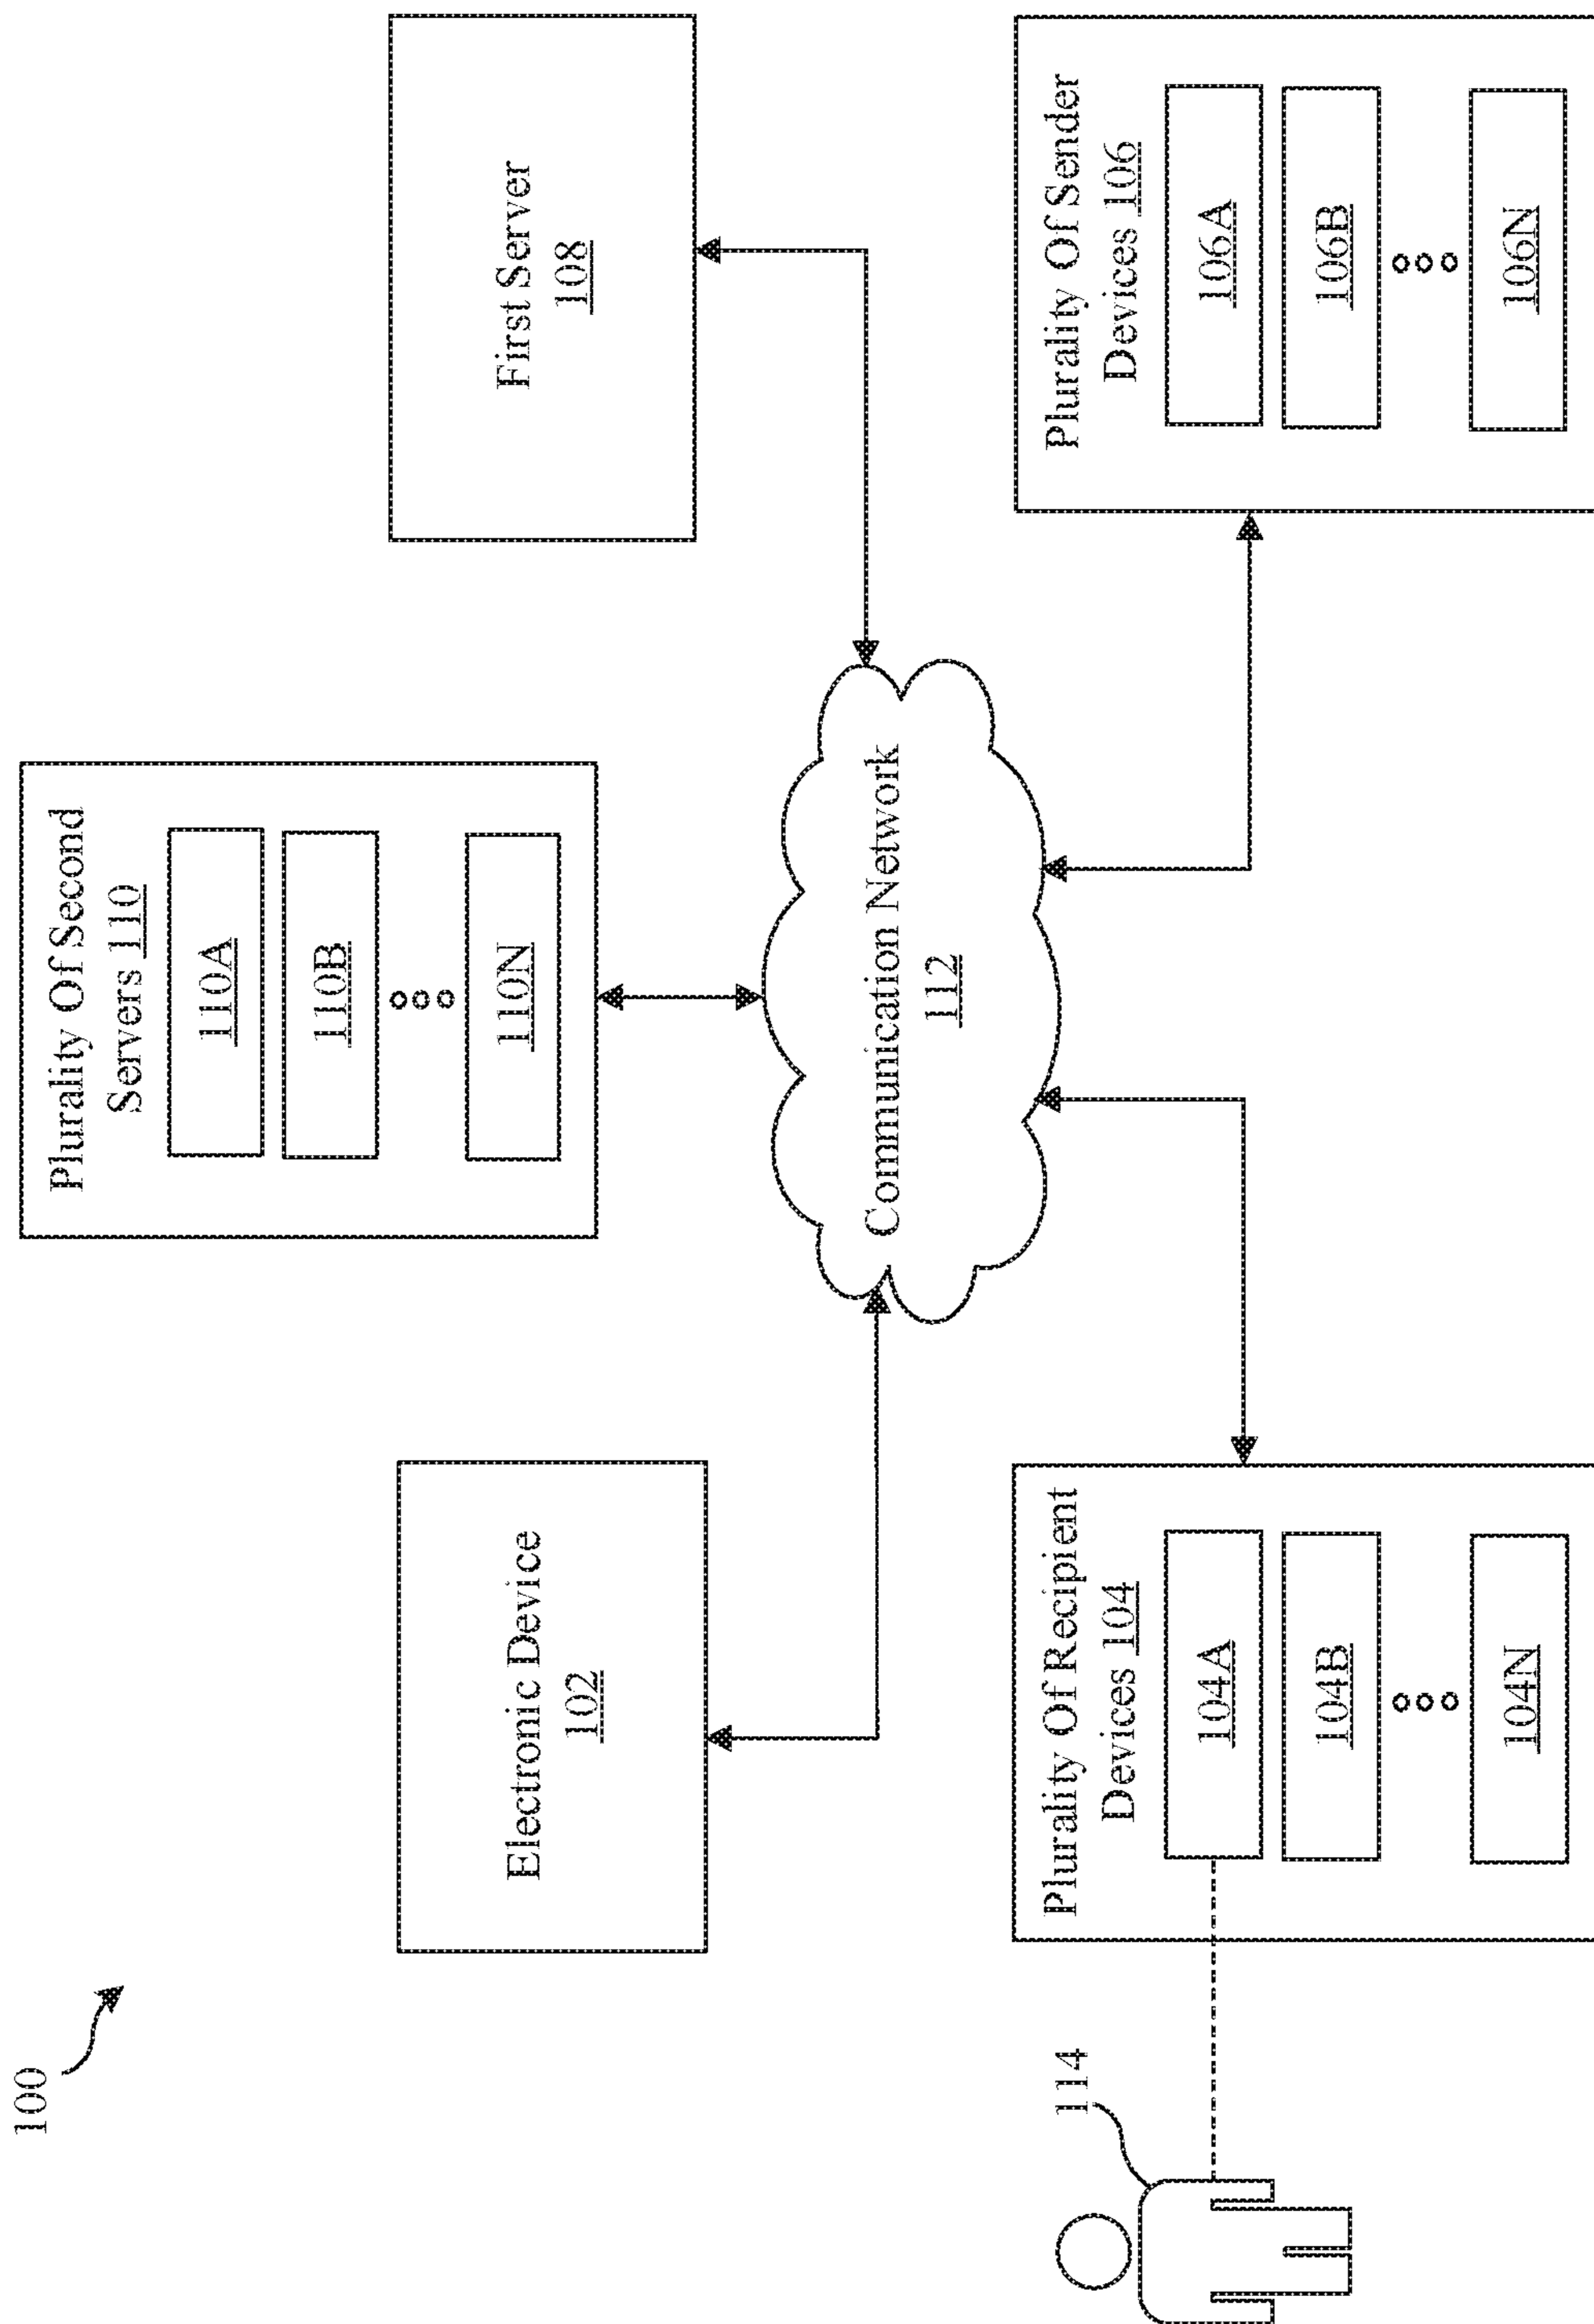 100
Electronic Device
102
Plurality Of Second
Servers 110
110A
110B
110N
First Server
108
Communication Network
112
114
Plurality Of Recipient
Devices 104
104A
104B
104N
Plurality Of Sender
Devices 106
106A
106B
106N